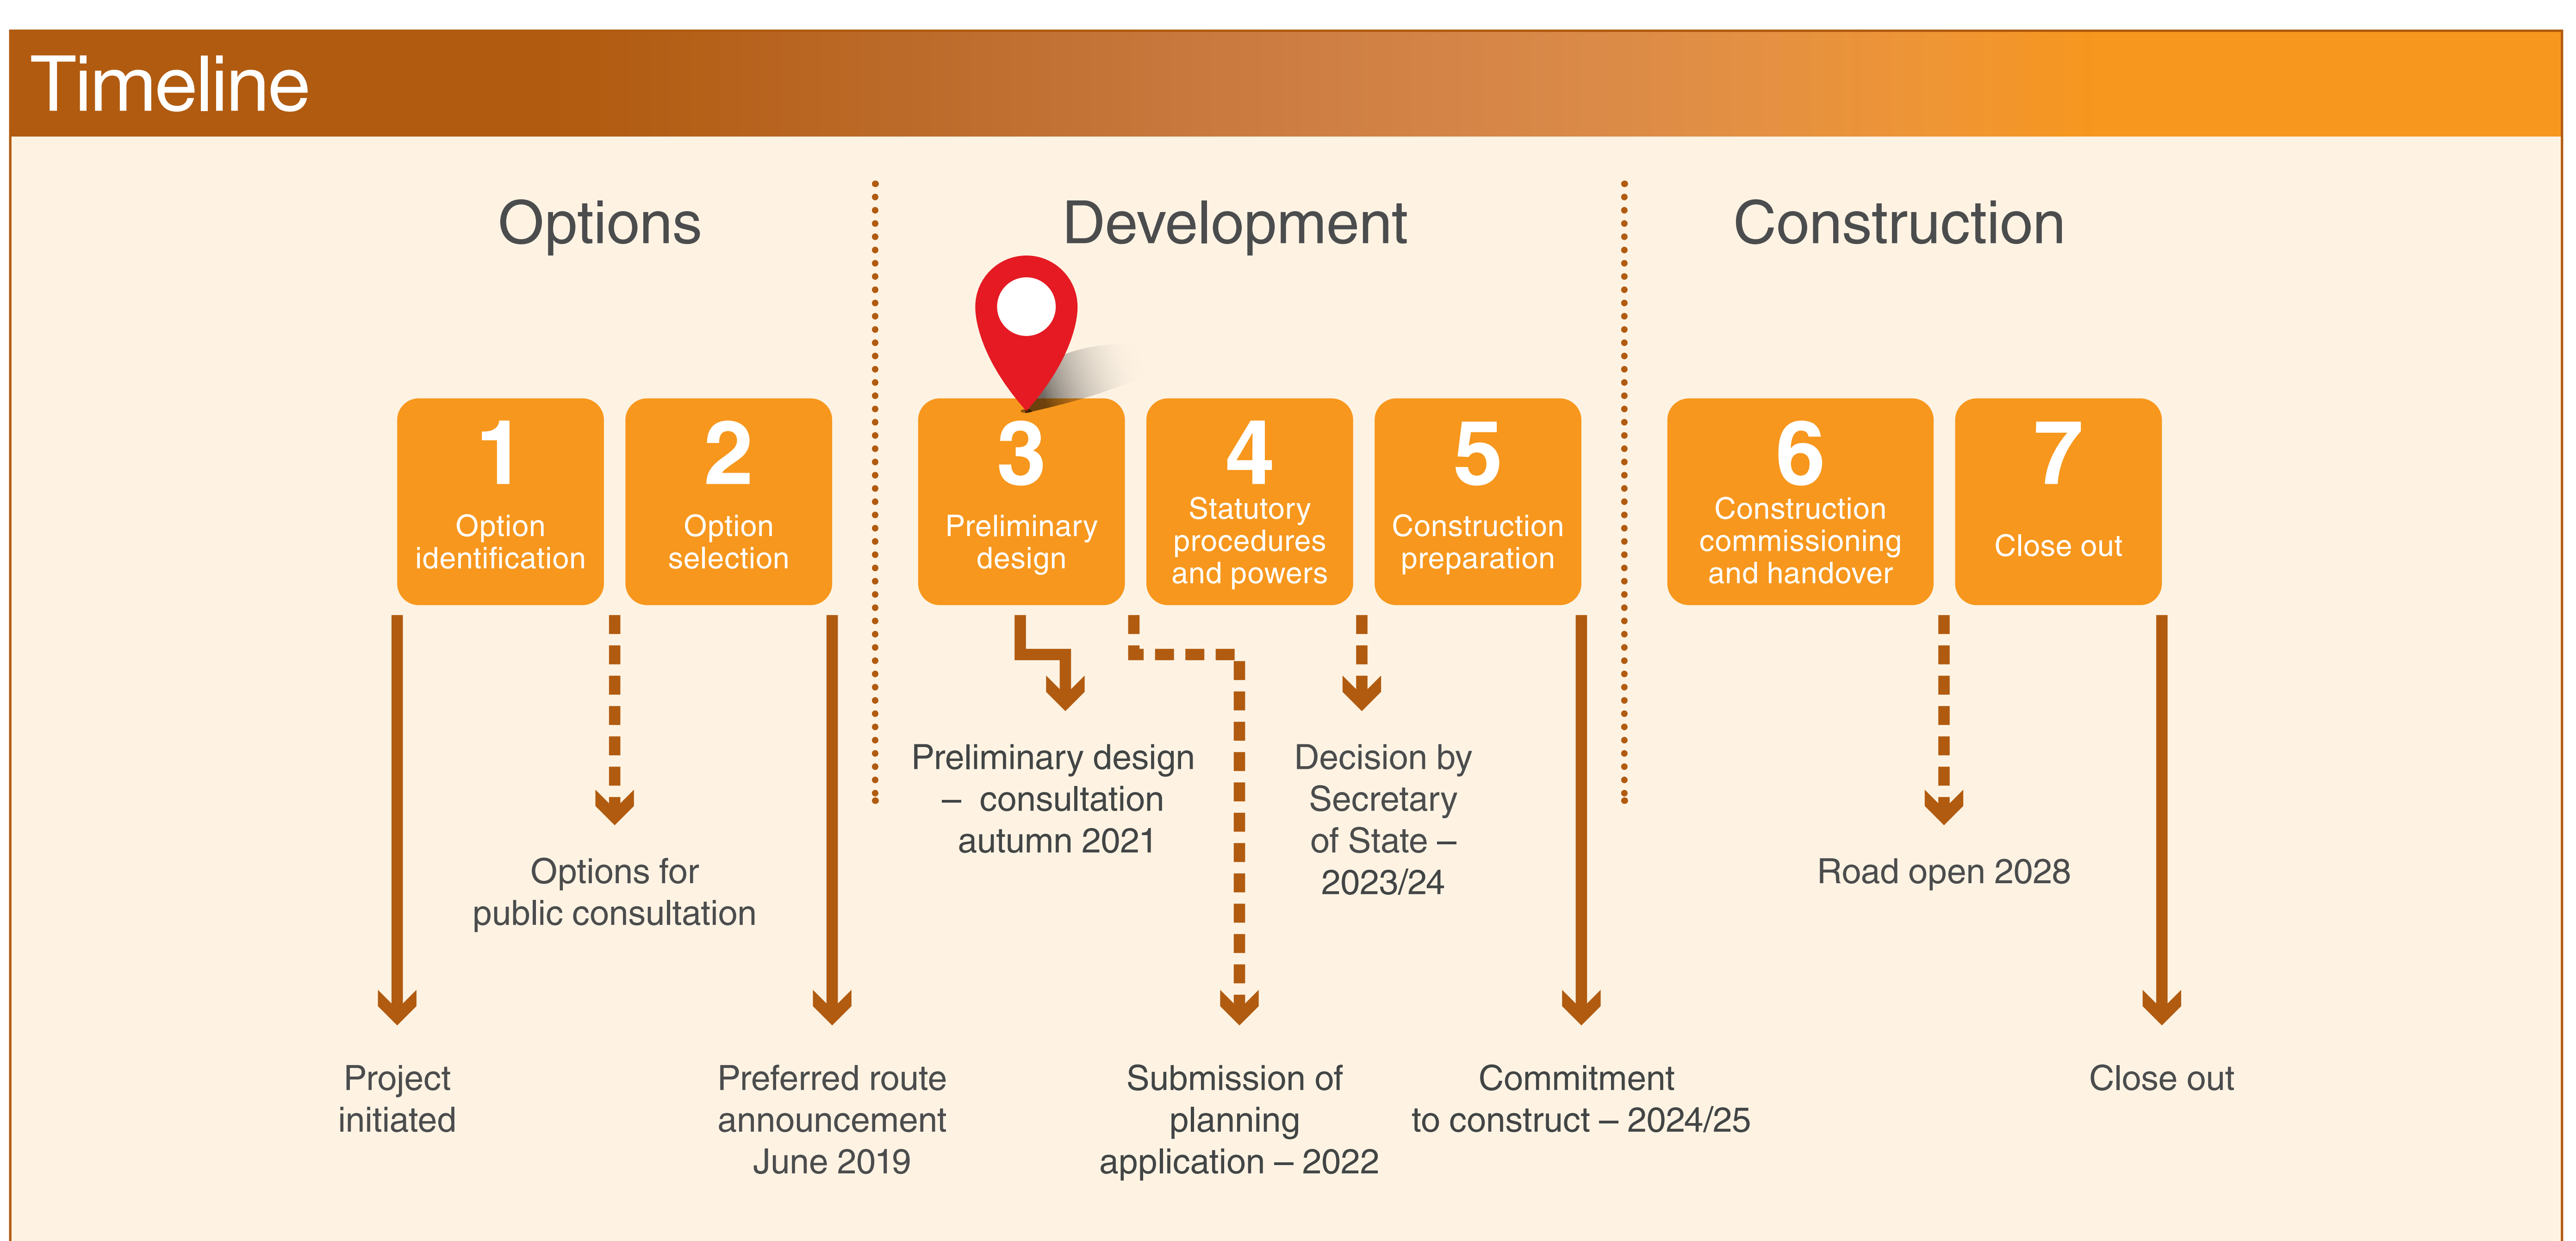 Timeline
Options
Development
Construction
1
Option
identification
2
Option
selection
3
Preliminary
design
4
Statutory
procedures
and powers
5
Construction
preparation
6
Construction
commissioning
and handover
7
Close out
Project
initiated
Options for
public consultation
Preferred route
announcement
June 2019
Preliminary design
– consultation
autumn 2021
Submission of
planning
application – 2022
Decision by
Secretary
of State –
2023/24
Commitment
to construct – 2024/25
Road open 2028
Close out